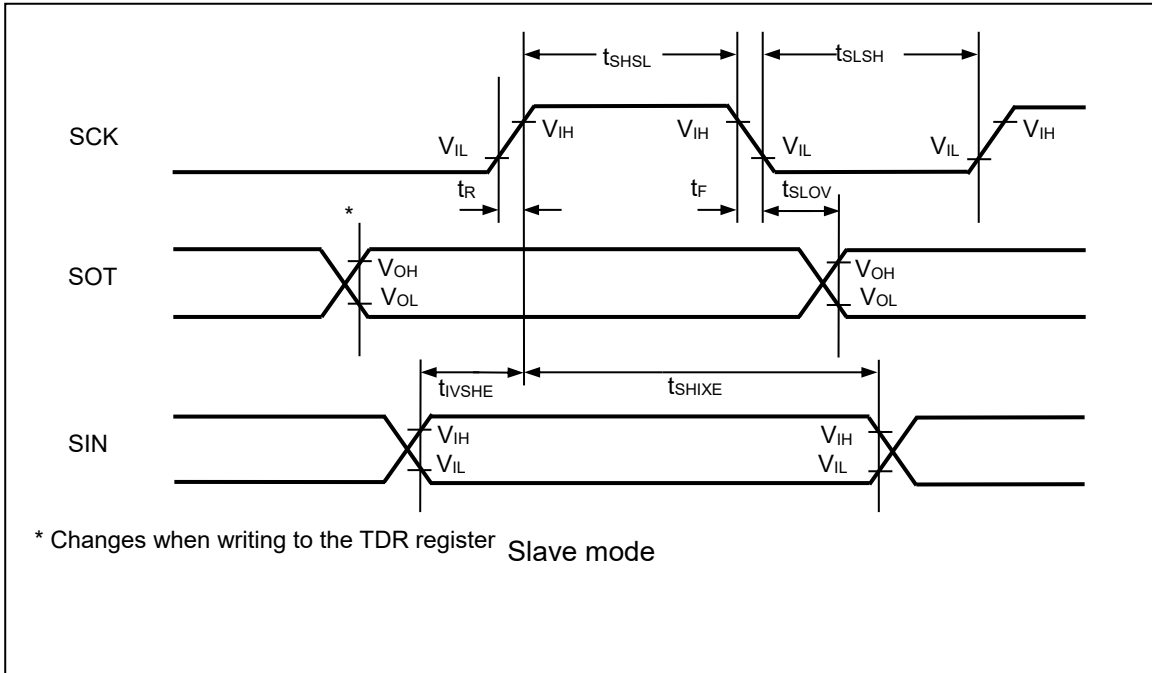 tSHSL
tSLSH
SCK
VIL
VIH
VIH
VIL
VIL
VIH
tR
tF
tSLOV
*
SOT
VOH
VOL
VOH
VOL
tIVSHE
tSHIXE
SIN
VIH
VIL
VIH
VIL
* Changes when writing to the TDR register
Slave mode